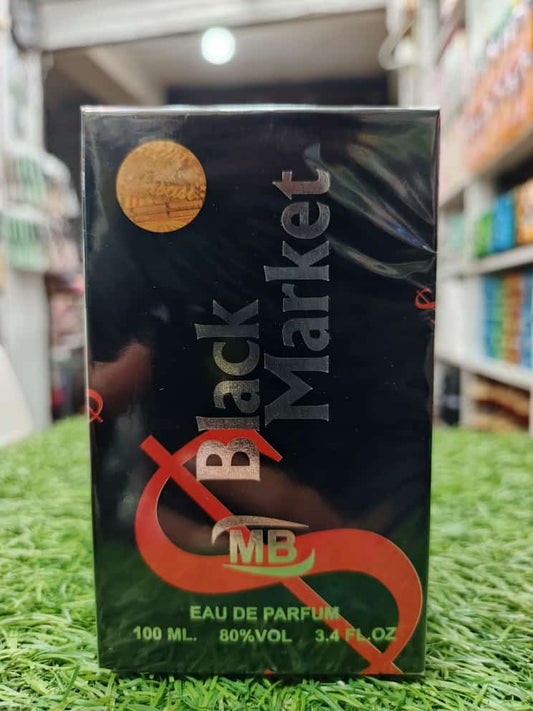 Black
Market
MB
EAU DE PARFUM
100 ML. 80%VOL 3.4 FL.OZ